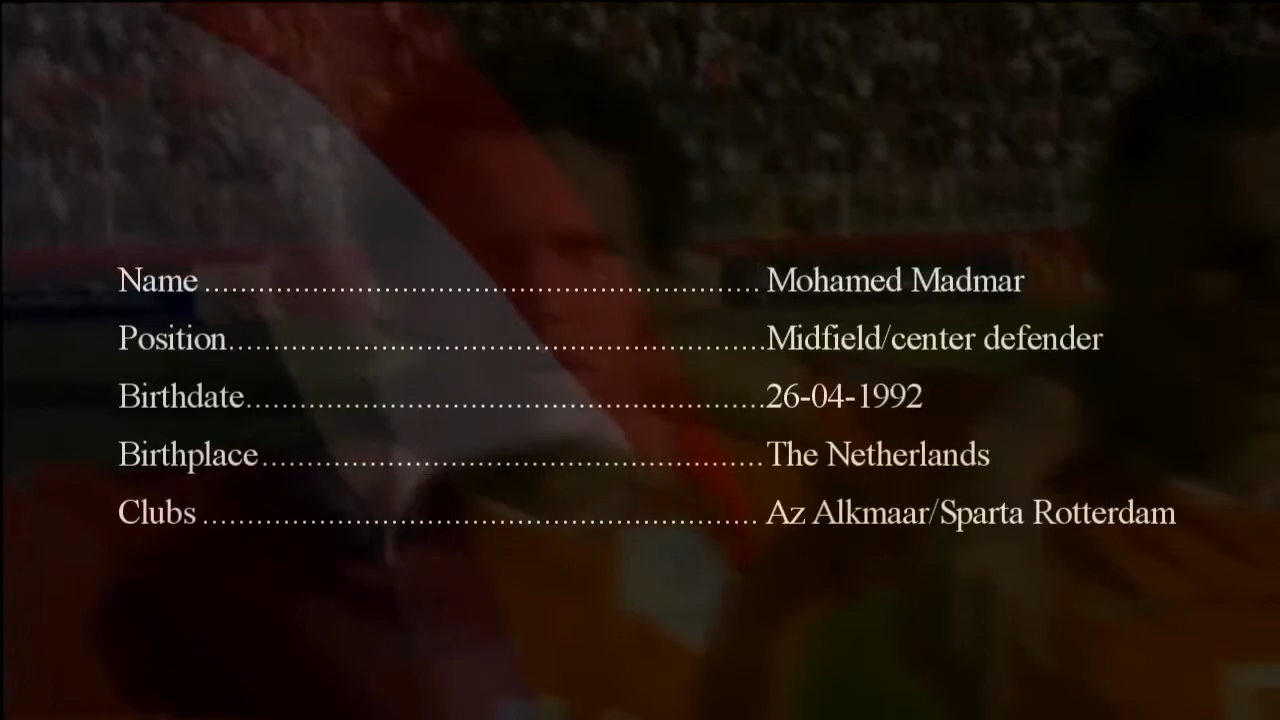 Name ............................................................... Mohamed Madmar
Position............................................................Midfield/center defender
Birthdate..........................................................26-04-1992
Birthplace........................................................The Netherlands
Clubs .............................................................. Az Alkmaar/Sparta Rotterdam